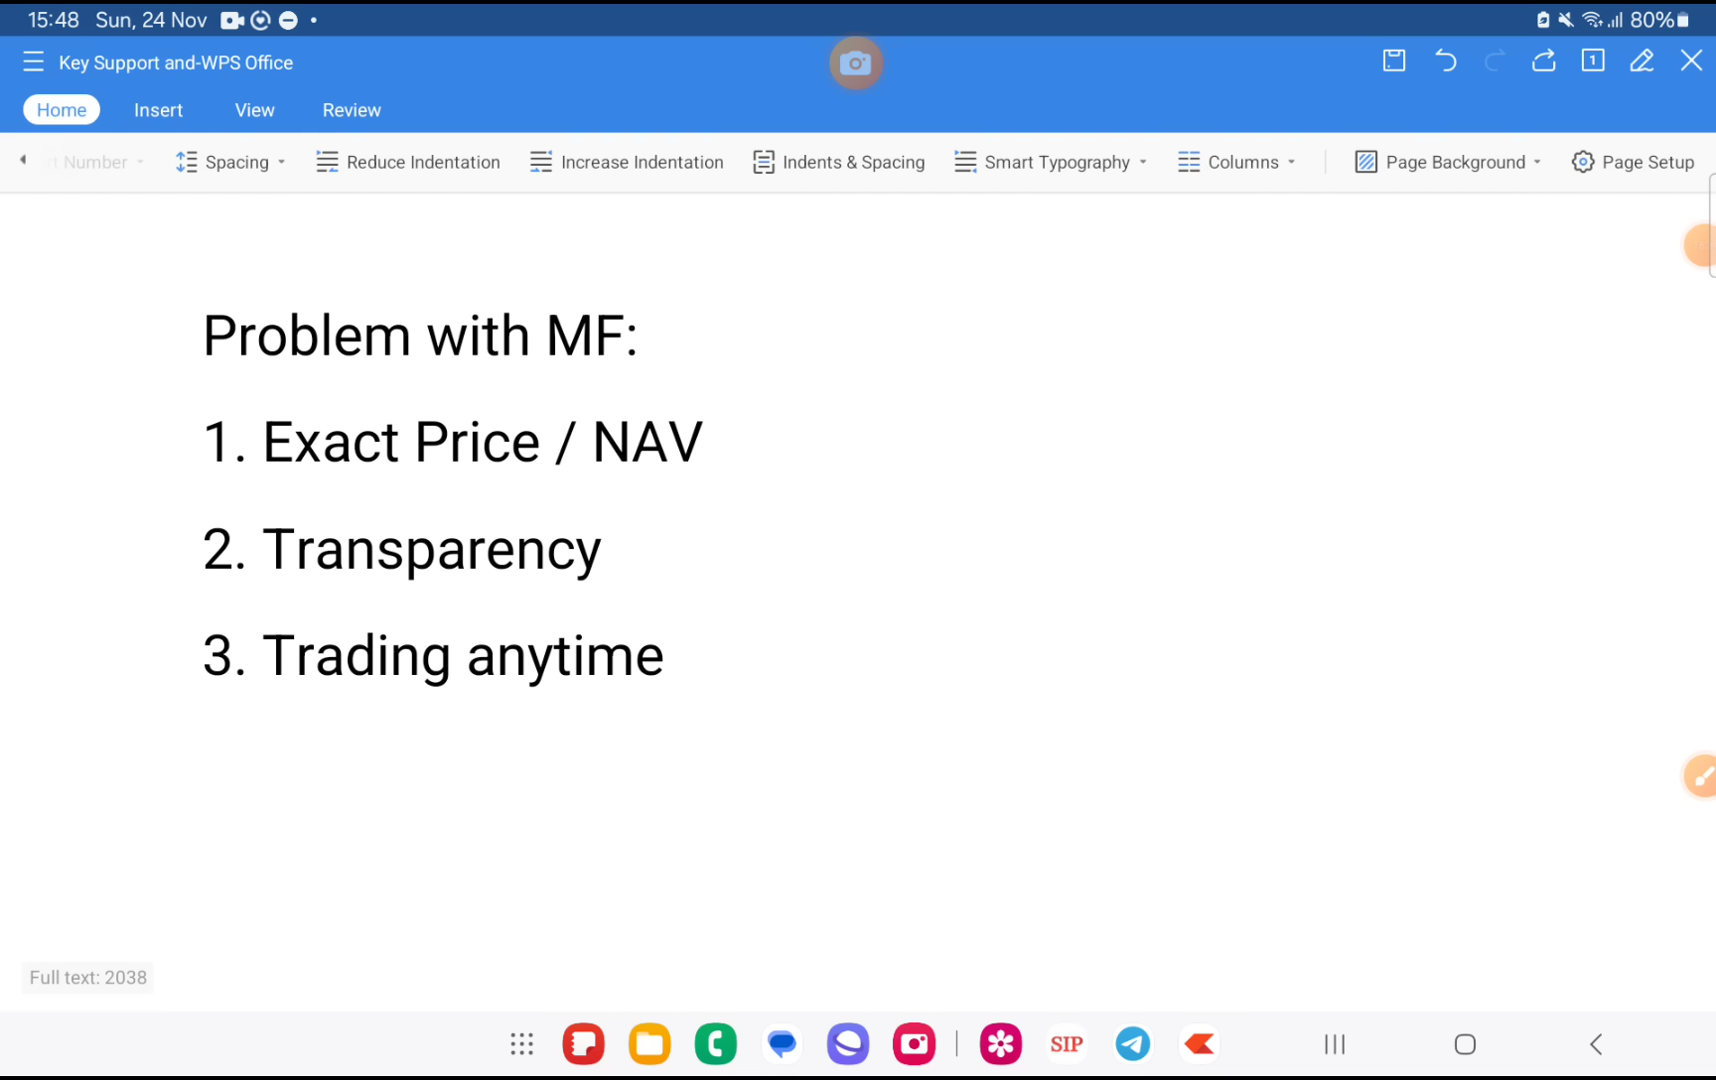 15:48 Sun, 24 Nov 80%
Key Support and-WPS Office 1
Home Insert View Review
Number Spacing Reduce Indentation Increase Indentation Indents & Spacing Smart Typography Columns Page Background Page Setup
Problem with MF:
1. Exact Price / NAV
2. Transparency
3. Trading anytime
Full text: 2038
SIP